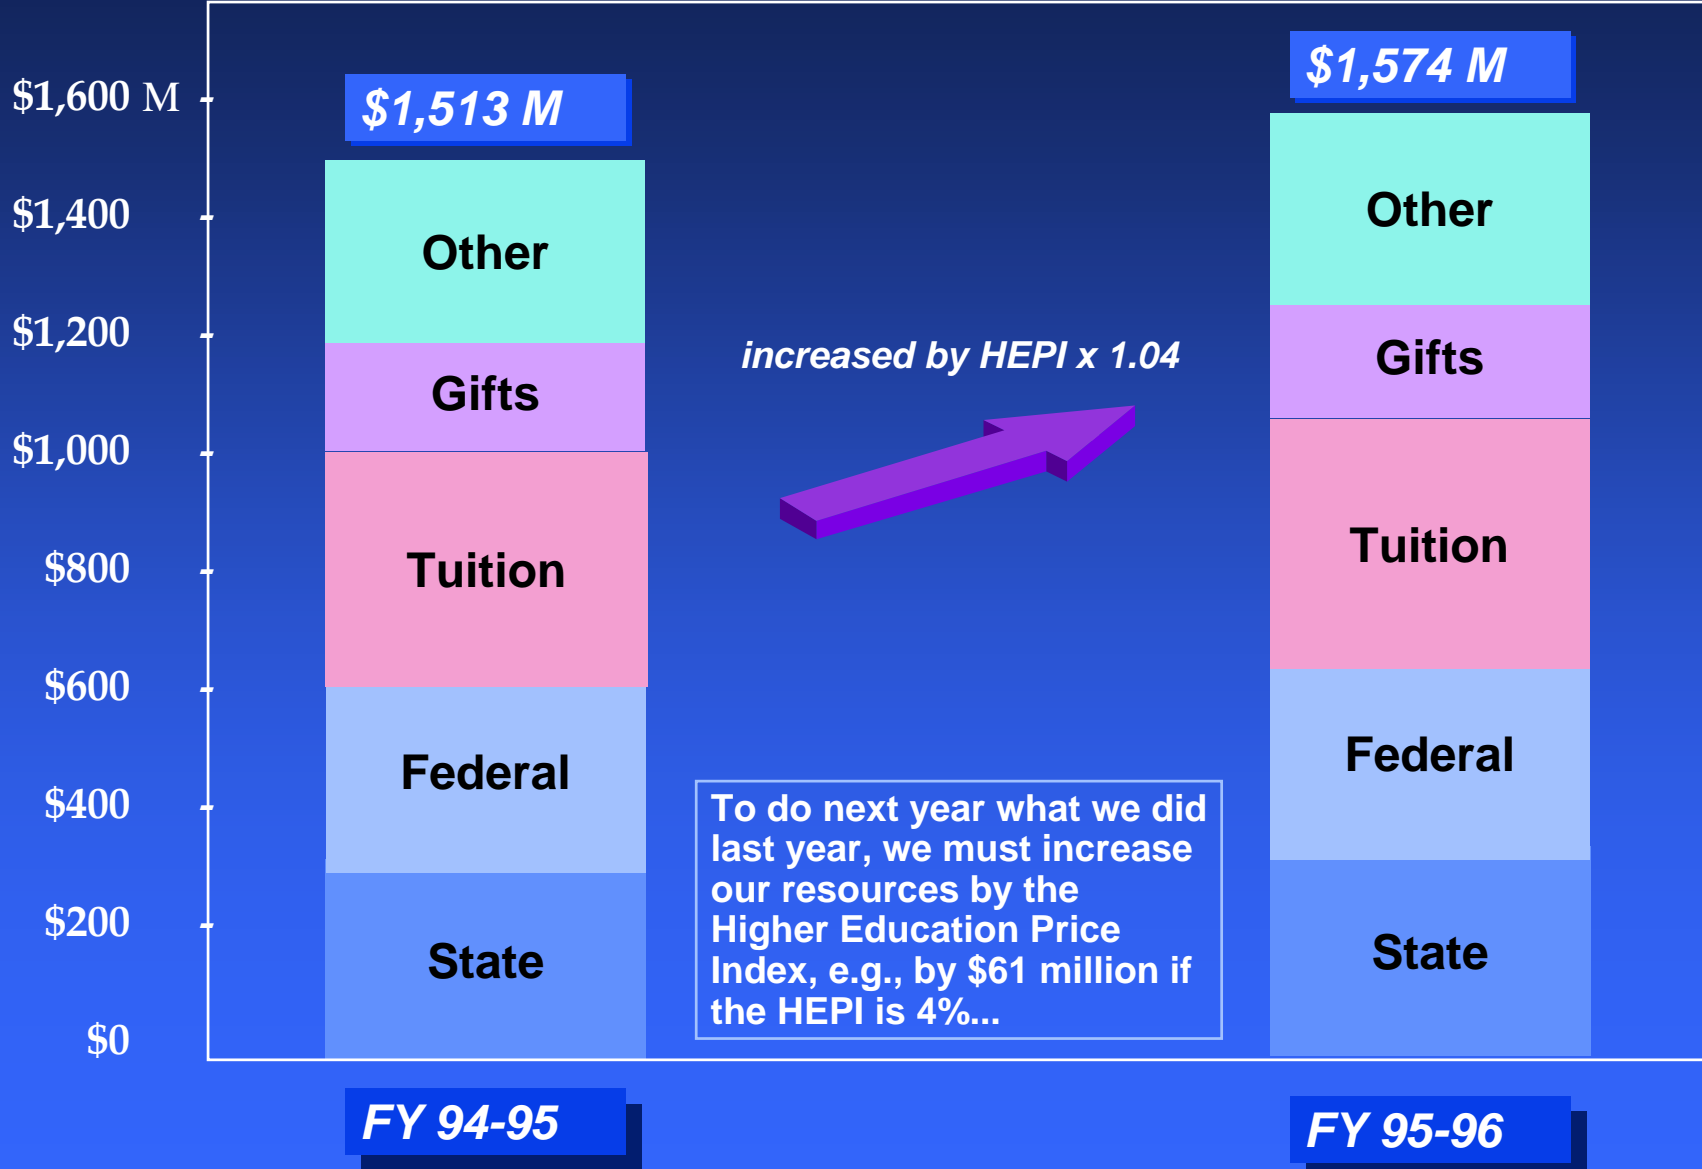 $1,600 M
$1,400
$1,200
$1,000
$800
$600
$400
$200
$0
$1,513 M
Other
Gifts
Tuition
Federal
State
FY 94-95
increased by HEPI x 1.04
To do next year what we did
last year, we must increase
our resources by the
Higher Education Price
Index, e.g., by $61 million if
the HEPI is 4%...
$1,574 M
Other
Gifts
Tuition
Federal
State
FY 95-96